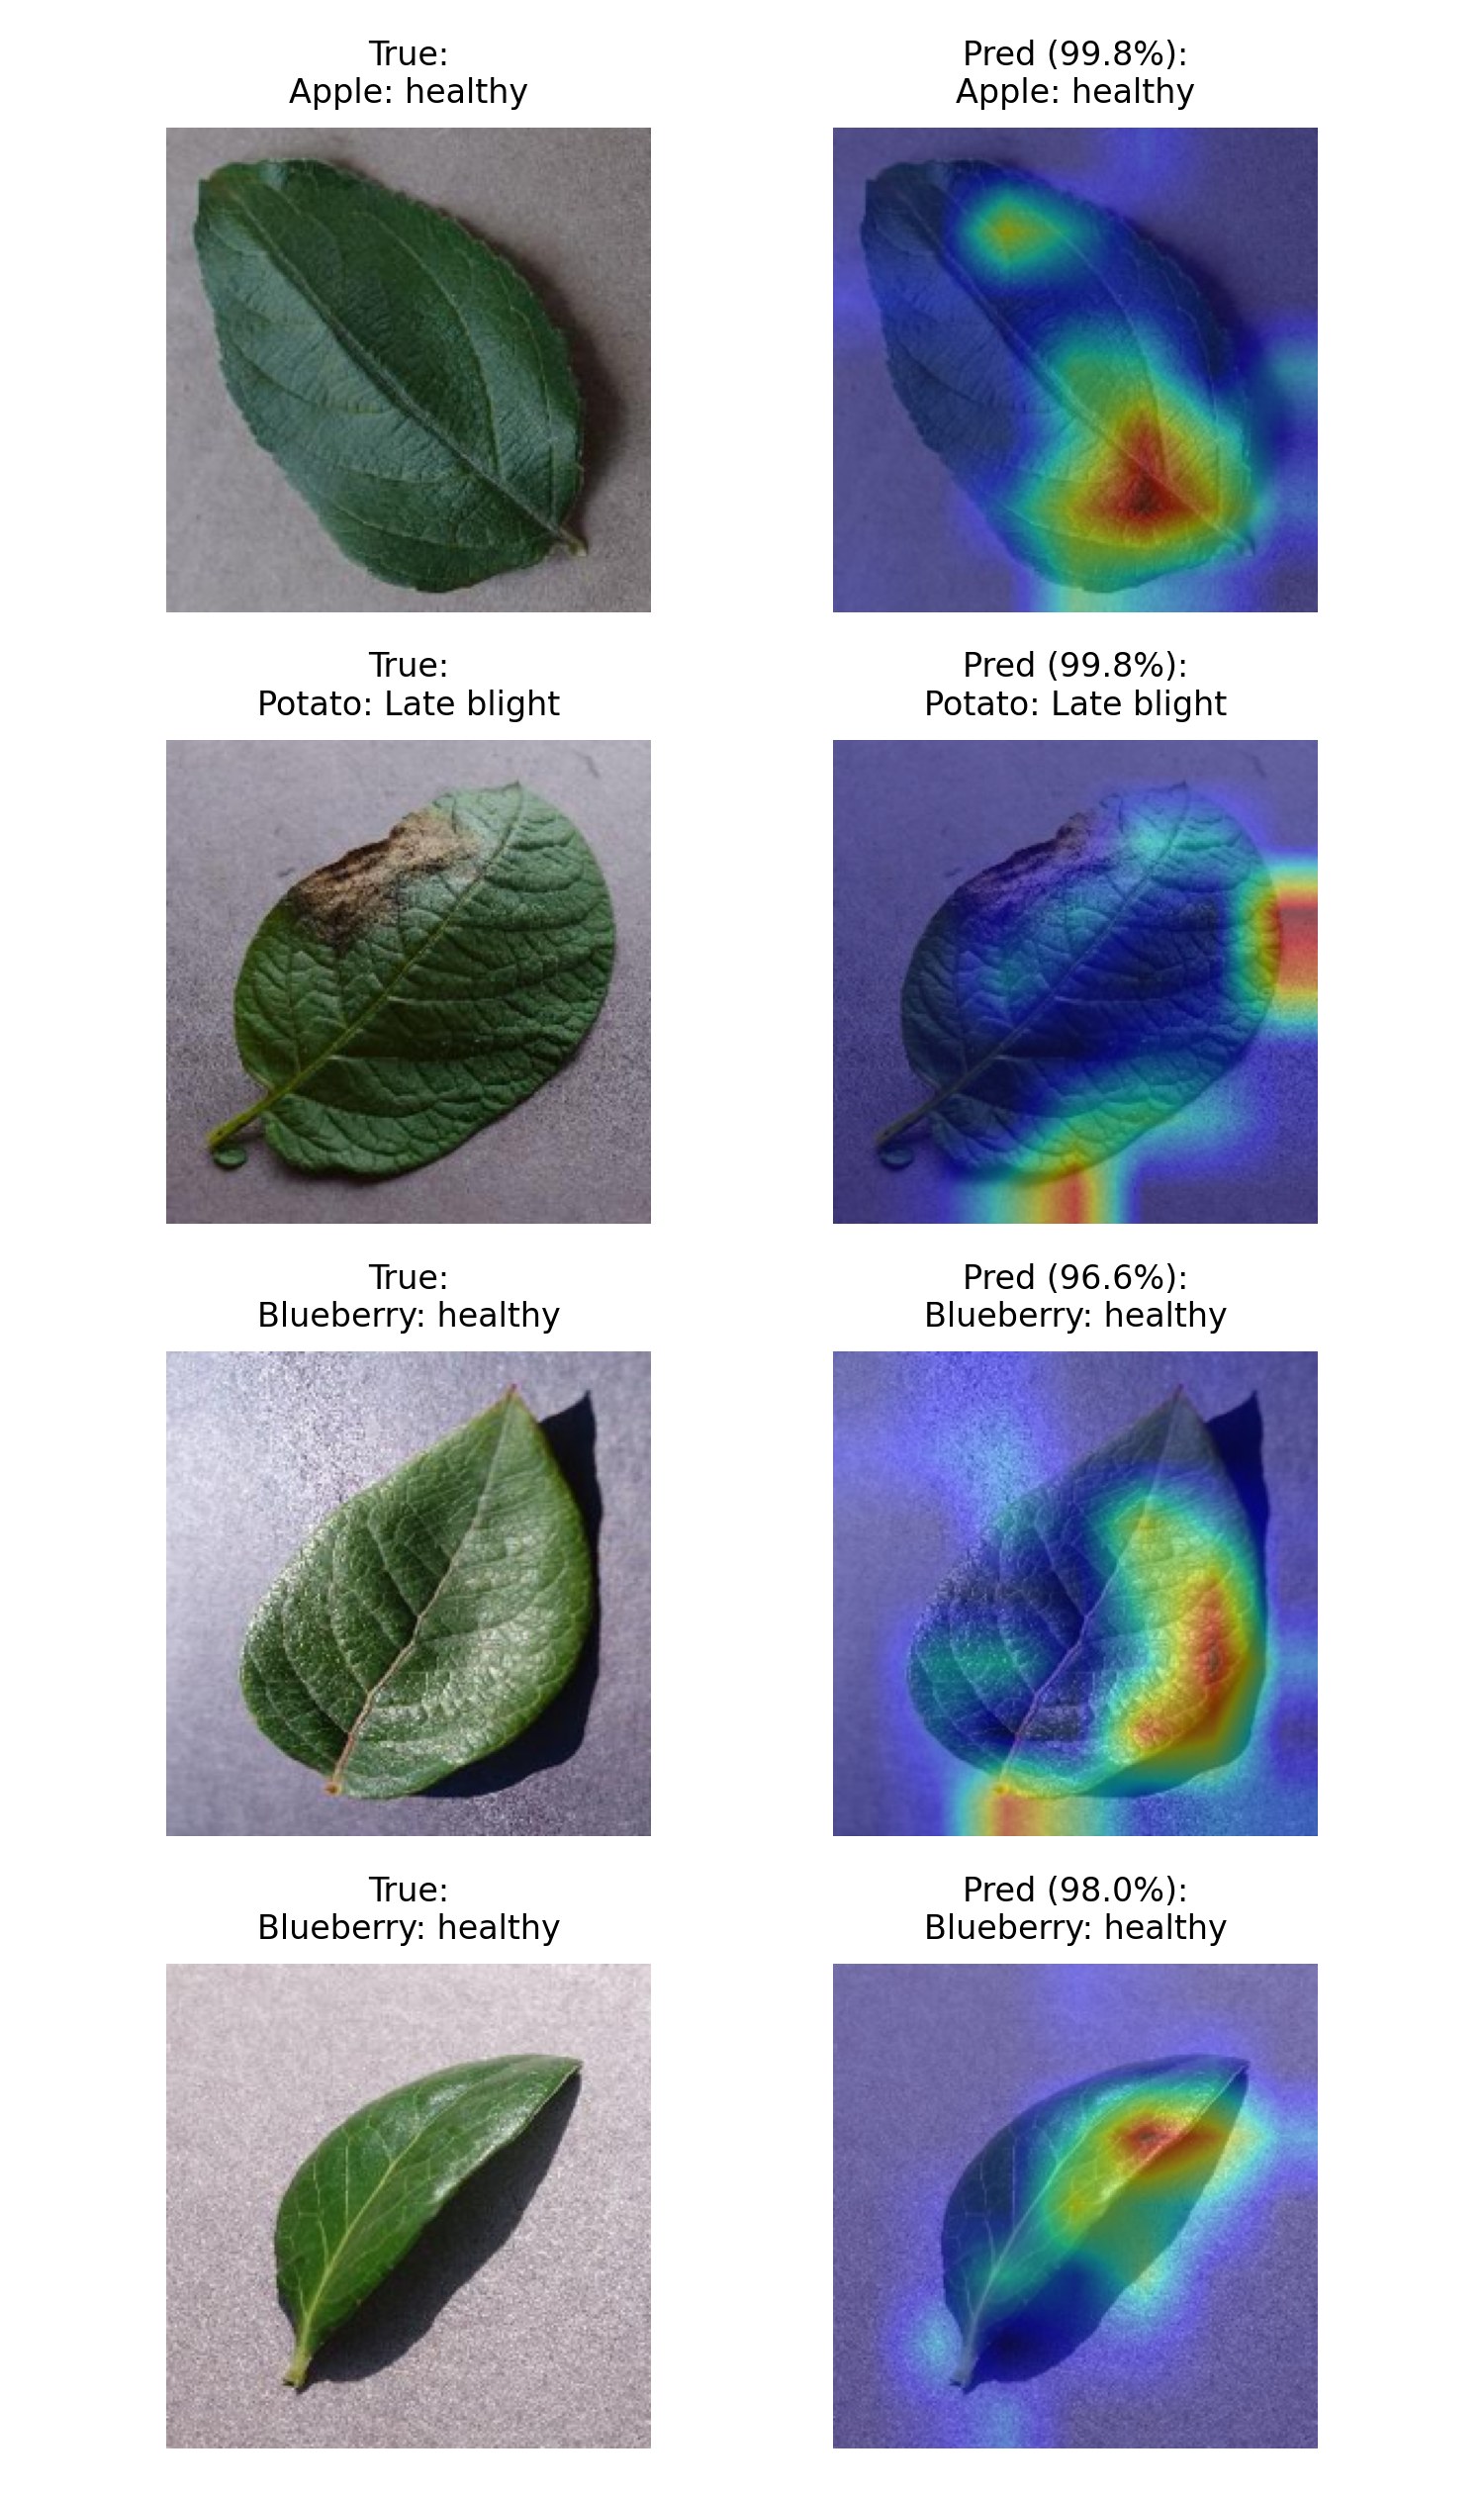 True:
Apple: healthy
Pred (99.8%):
Apple: healthy
True:
Potato: Late blight
Pred (99.8%):
Potato: Late blight
True:
Blueberry: healthy
Pred (96.6%):
Blueberry: healthy
True:
Blueberry: healthy
Pred (98.0%):
Blueberry: healthy